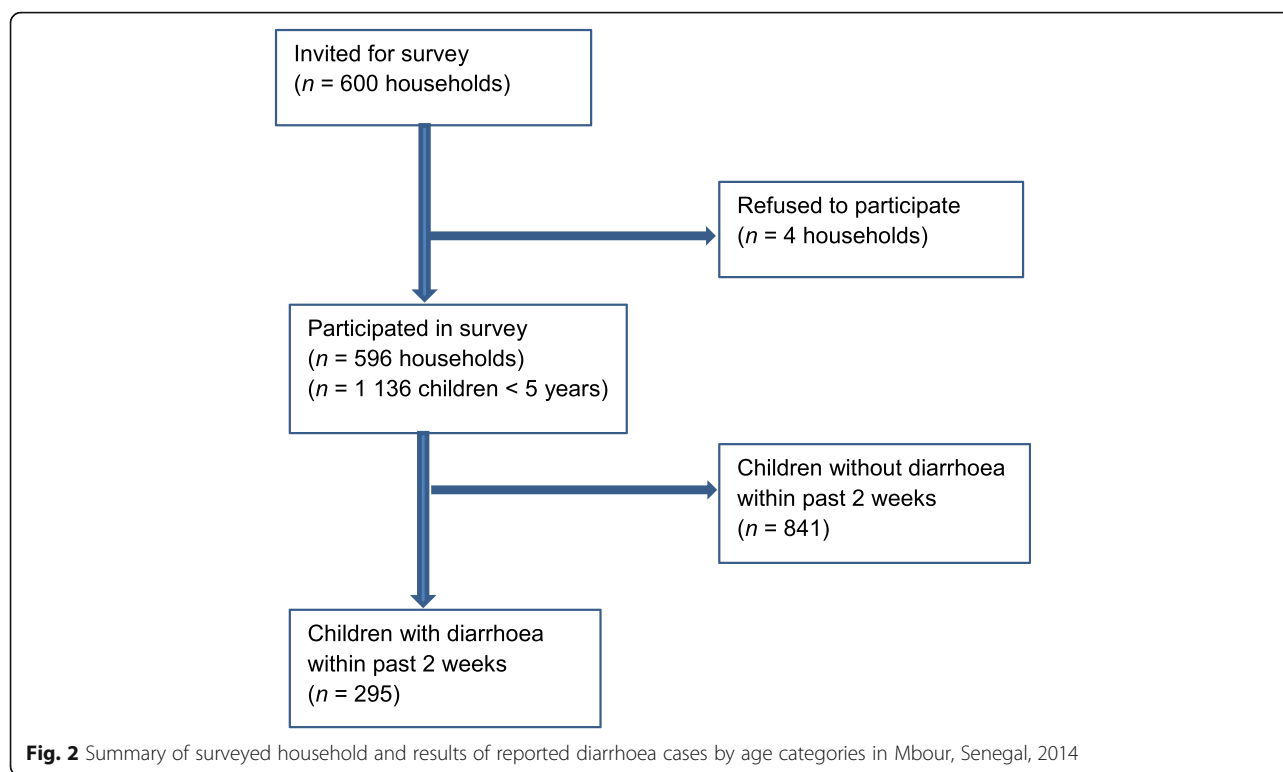 Invited for survey
(n = 600 households)
Refused to participate
(n = 4 households)
Participated in survey
(n = 596 households)
(n = 1 136 children < 5 years)
Children without diarrhoea
within past 2 weeks
(n = 841)
Children with diarrhoea
within past 2 weeks
(n = 295)
Fig. 2 Summary of surveyed household and results of reported diarrhoea cases by age categories in Mbour, Senegal, 2014